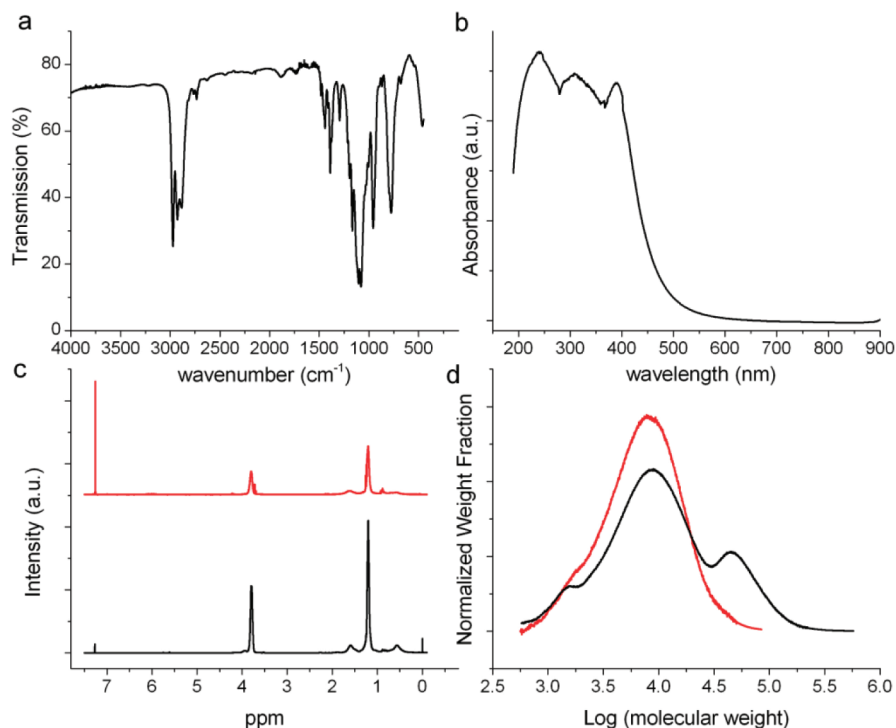 a
Transmission (%)
80
60
40
20
0
4000 3500 3000 2500 2000 1500 1000 500
wavenumber (cm-1)
b
Absorbance (a.u.)
200 300 400 500 600 700 800 900
wavelength (nm)
c
Intensity (a.u.)
7 6 5 4 3 2 1 0
ppm
d
Normalized Weight Fraction
2.5 3.0 3.5 4.0 4.5 5.0 5.5 6.0
Log (molecular weight)